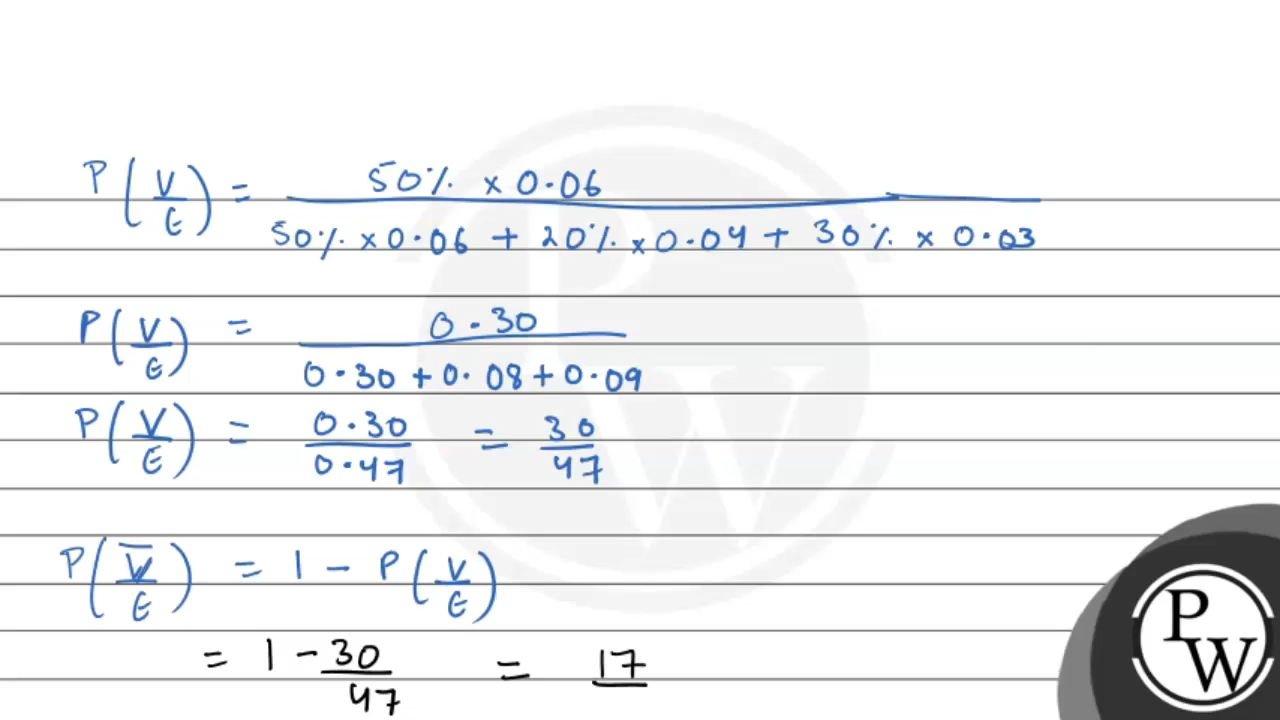 P(V/E) = 50% × 0.06 / 50% × 0.06 + 20% × 0.04 + 30% × 0.03
P(V/E) = 0.30 / 0.30 + 0.08 + 0.09
P(V/E) = 0.30/0.47 = 30/47
P(V̅/E) = 1 − P(V/E)
= 1 − 30/47 = 17
PW
PW